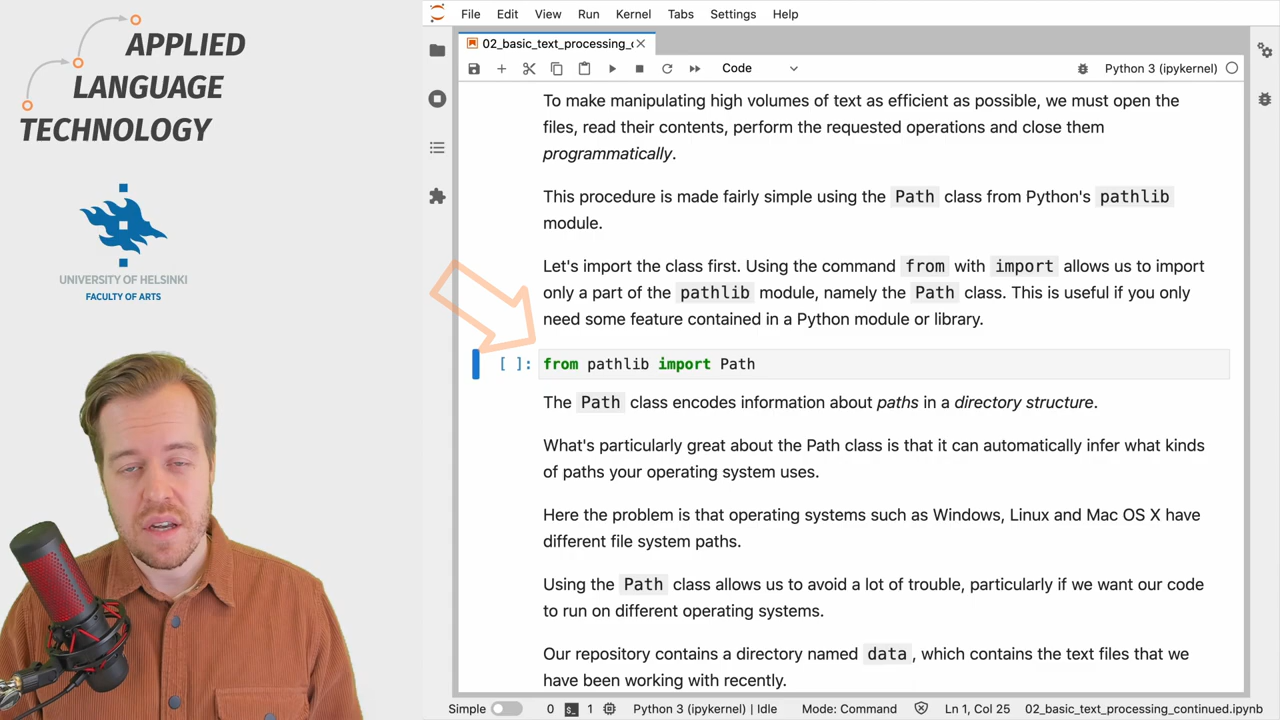 APPLIED
LANGUAGE
TECHNOLOGY
UNIVERSITY OF HELSINKI
FACULTY OF ARTS
File Edit View Run Kernel Tabs Settings Help
02_basic_text_processing_c
Code
Python 3 (ipykernel)
To make manipulating high volumes of text as efficient as possible, we must open the
files, read their contents, perform the requested operations and close them
programmatically.
This procedure is made fairly simple using the Path class from Python's pathlib
module.
Let's import the class first. Using the command from with import allows us to import
only a part of the pathlib module, namely the Path class. This is useful if you only
need some feature contained in a Python module or library.
[ ]: from pathlib import Path
The Path class encodes information about paths in a directory structure.
What's particularly great about the Path class is that it can automatically infer what kinds
of paths your operating system uses.
Here the problem is that operating systems such as Windows, Linux and Mac OS X have
different file system paths.
Using the Path class allows us to avoid a lot of trouble, particularly if we want our code
to run on different operating systems.
Our repository contains a directory named data, which contains the text files that we
have been working with recently.
Simple 0 1 Python 3 (ipykernel) | Idle Mode: Command Ln 1, Col 25 02_basic_text_processing_continued.ipynb